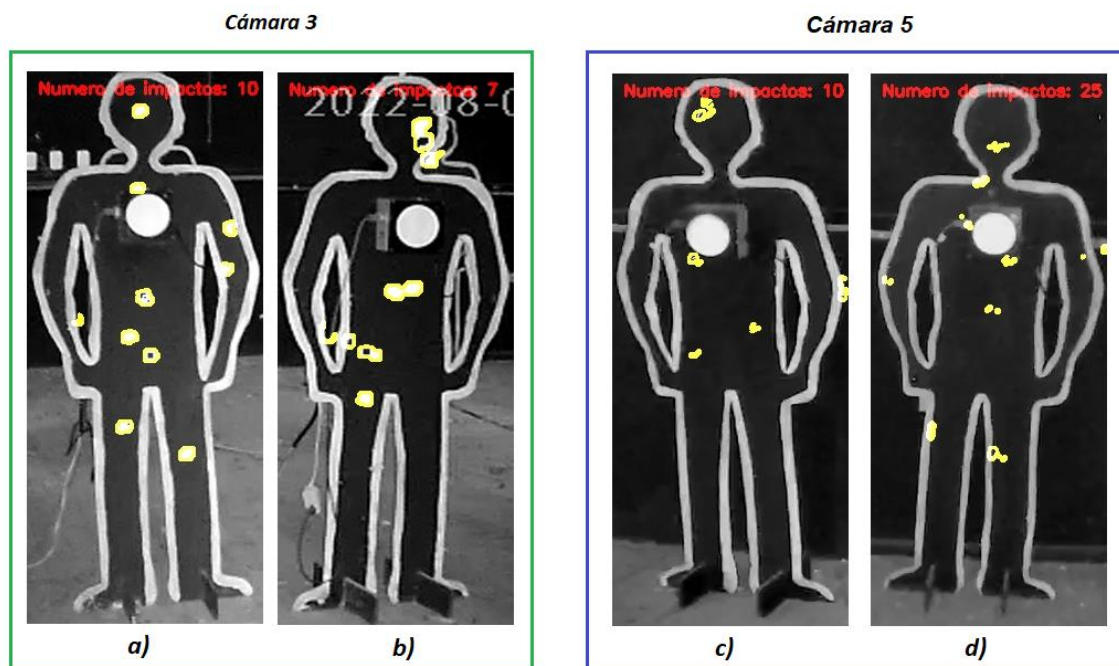 Cámara 3
Cámara 5
Numero de impactos: 10
Numero de impactos: 7
2022-08-0
Numero de impactos: 10
Numero de impactos: 25
a)
b)
c)
d)